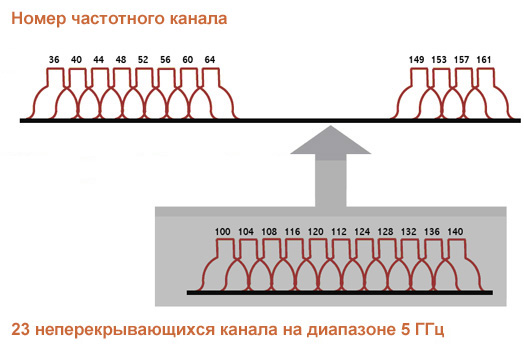 Номер частотного канала
36 40 44 48 52 56 60 64 149 153 157 161
100 104 108 116 120 112 124 128 132 136 140
23 неперекрывающихся канала на диапазоне 5 ГГц